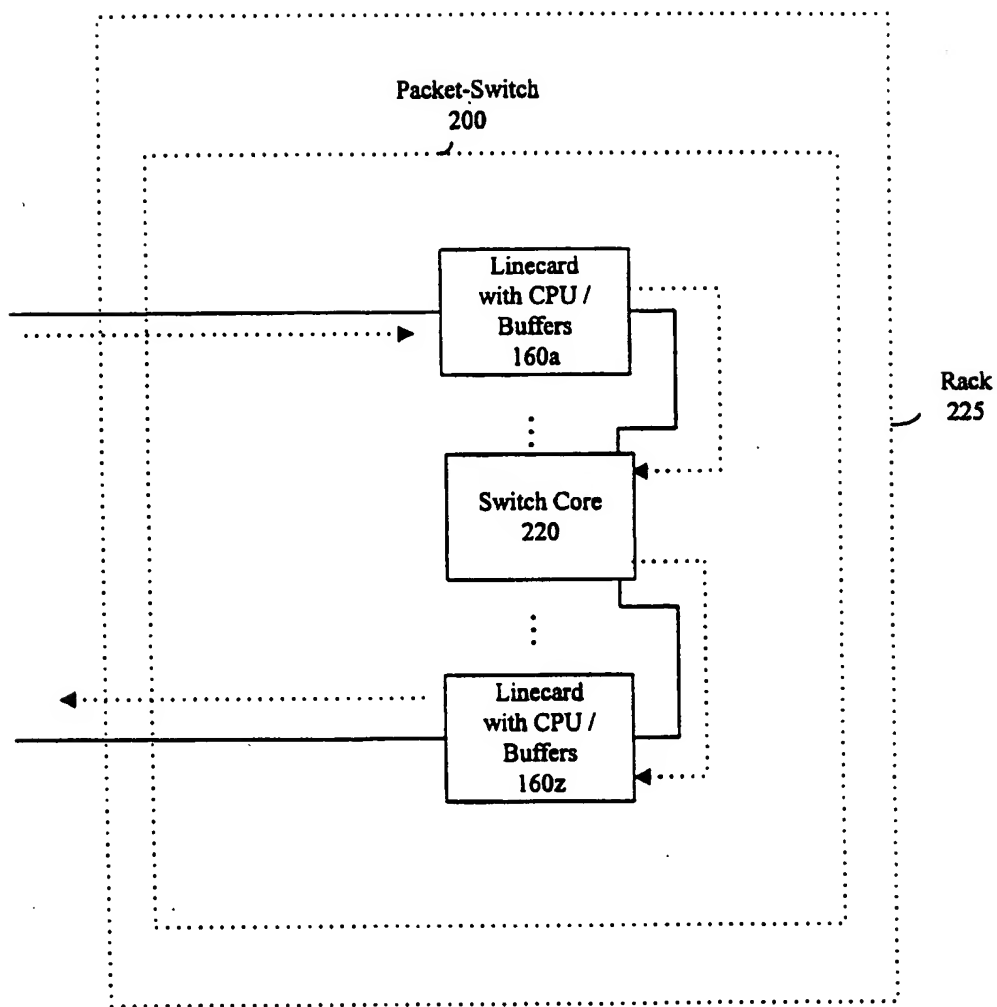 Packet-Switch
200
Linecard
with CPU /
Buffers
160a
Rack
225
Switch Core
220
Linecard
with CPU /
Buffers
160z